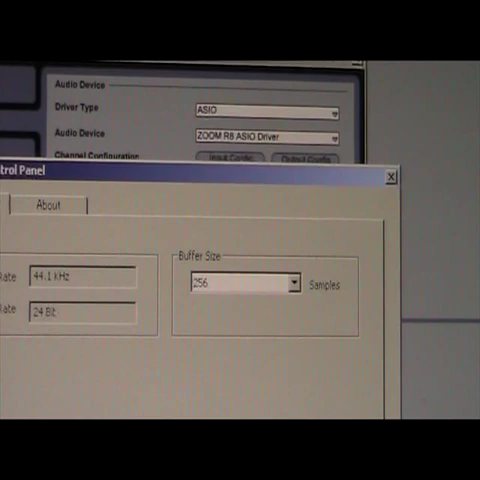 Audio Device
Driver Type
ASIO
Audio Device
ZOOM R8 ASIO Driver
Channel Configuration
Input Config
Output Config
trol Panel
About
Rate
44.1 KHz
Rate
24 Bit
Buffer Size
256
Samples